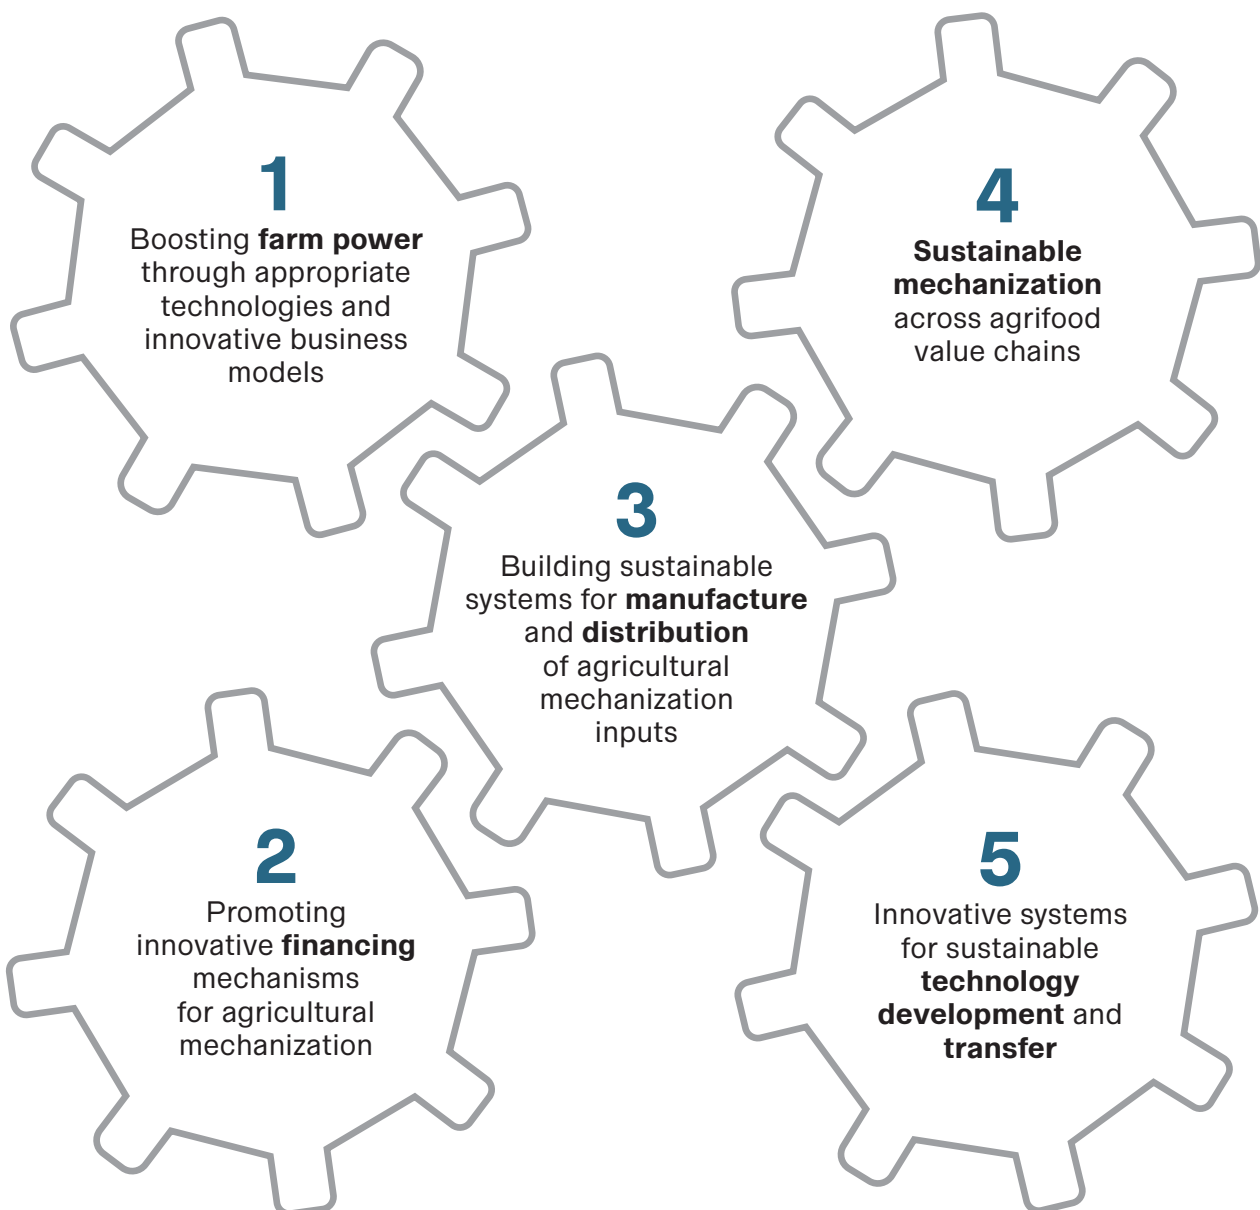 1
Boosting farm power
through appropriate
technologies and
innovative business
models
2
Promoting
innovative financing
mechanisms
for agricultural
mechanization
3
Building sustainable
systems for manufacture
and distribution
of agricultural
mechanization
inputs
4
Sustainable
mechanization
across agrifood
value chains
5
Innovative systems
for sustainable
technology
development and
transfer